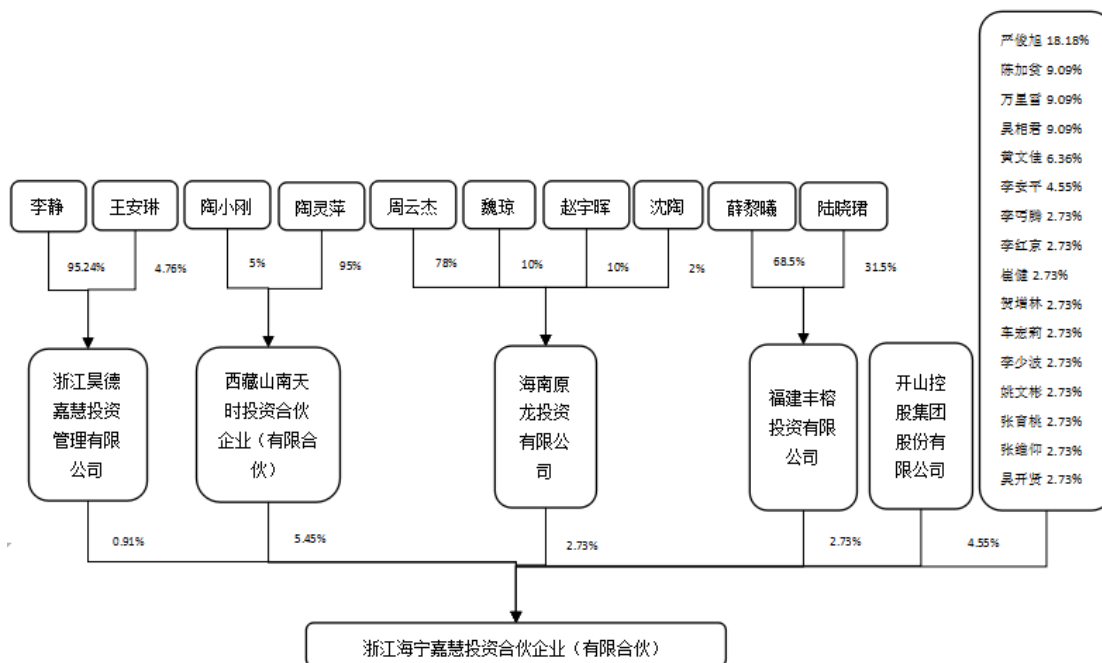 严俊旭 18.18%
陈加贫 9.09%
万里雪 9.09%
吴相君 9.09%
黄文佳 6.36%
李安平 4.55%
李丐腾 2.73%
李红京 2.73%
崔健 2.73%
贺增林 2.73%
车宏莉 2.73%
李少波 2.73%
姚文彬 2.73%
张育桃 2.73%
张维仰 2.73%
吴开贤 2.73%
李静
王安琳
陶小刚
陶灵萍
周云杰
魏琼
赵宇晖
沈陶
薛黎曦
陆晓珺
95.24%
4.76%
5%
95%
78%
10%
10%
2%
68.5%
31.5%
浙江昊德
嘉慧投资
管理有限
公司
西藏山南天
时投资合伙
企业（有限合
伙）
海南原
龙投资
有限公
司
福建丰榕
投资有限
公司
开山控
股集团
股份有
限公司
0.91%
5.45%
2.73%
2.73%
4.55%
浙江海宁嘉慧投资合伙企业（有限合伙）